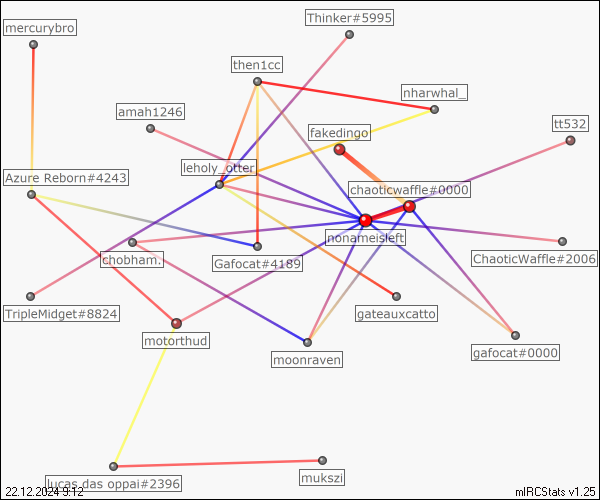 Thinker#5995
mercurybro
then1cc
nharwhal_
amah1246
tt532
fakedingo
leholy_otter
Azure Reborn#4243
chaoticwaffle#0000
nonameisleft
chobham.
Gafocat#4189
ChaoticWaffle#2006
TripleMidget#8824
gateauxcatto
motorthud
moonraven
gafocat#0000
lucas das oppai#2396
mukszi
22.12.2024 9:12
mIRCStats v1.25